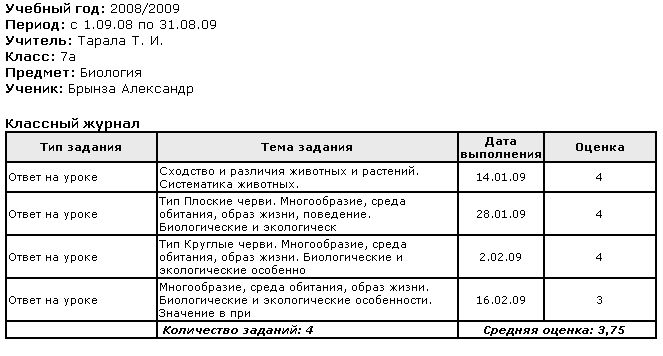 Учебный год: 2008/2009
Период: с 1.09.08 по 31.08.09
Учитель: Тарала Т. И.
Класс: 7а
Предмет: Биология
Ученик: Брынза Александр
Классный журнал
Тип задания Тема задания Дата выполнения Оценка
Ответ на уроке Сходство и различия животных и растений. 14.01.09 4
Систематика животных.
Ответ на уроке Тип Плоские черви. Многообразие, среда 28.01.09 4
обитания, образ жизни, поведение.
Биологические и экологическ
Ответ на уроке Тип Круглые черви. Многообразие, среда 2.02.09 4
обитания, образ жизни. Биологические и
экологические особенно
Ответ на уроке Многообразие, среда обитания, образ жизни. 16.02.09 3
Биологические и экологические особенности.
Значение в при
Количество заданий: 4 Средняя оценка: 3,75